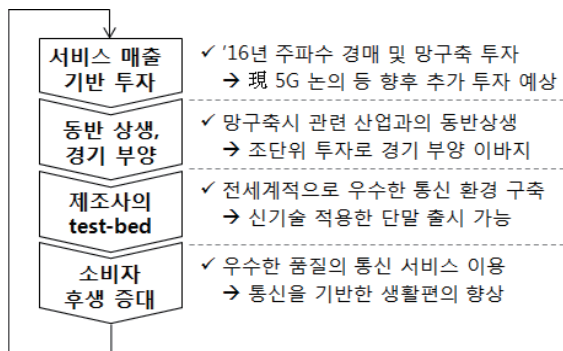 서비스 매출
기반 투자
✓ '16년 주파수 경매 및 망구축 투자
→ 現 5G 논의 등 향후 추가 투자 예상
동반 상생,
경기 부양
✓ 망구축시 관련 산업과의 동반상생
→ 조단위 투자로 경기 부양 이바지
제조사의
test-bed
✓ 전세계적으로 우수한 통신 환경 구축
→ 신기술 적용한 단말 출시 가능
소비자
후생 증대
✓ 우수한 품질의 통신 서비스 이용
→ 통신을 기반한 생활편의 향상